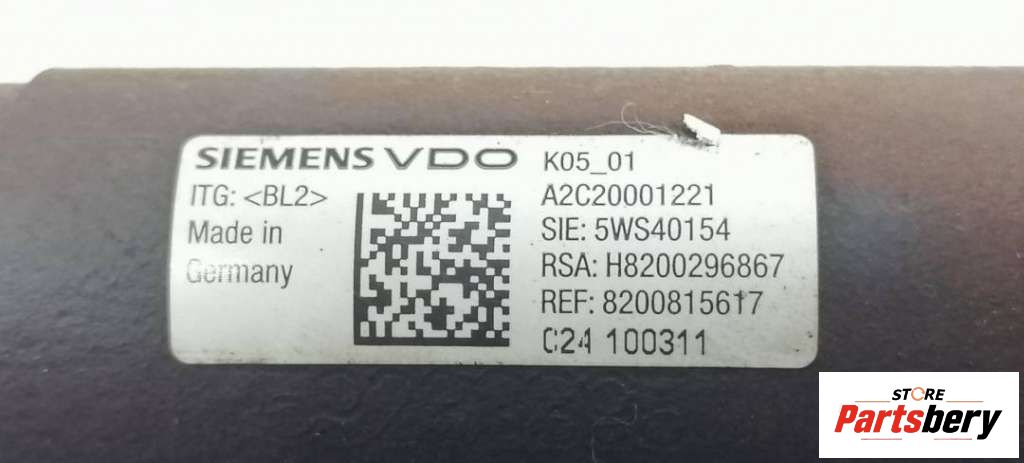 SIEMENS VDO
ITG: <BL2>
Made in
Germany
K05_01
A2C20001221
SIE: 5WS40154
RSA: H8200296867
REF: 8200815617
C24 100311
STORE
Partsbery